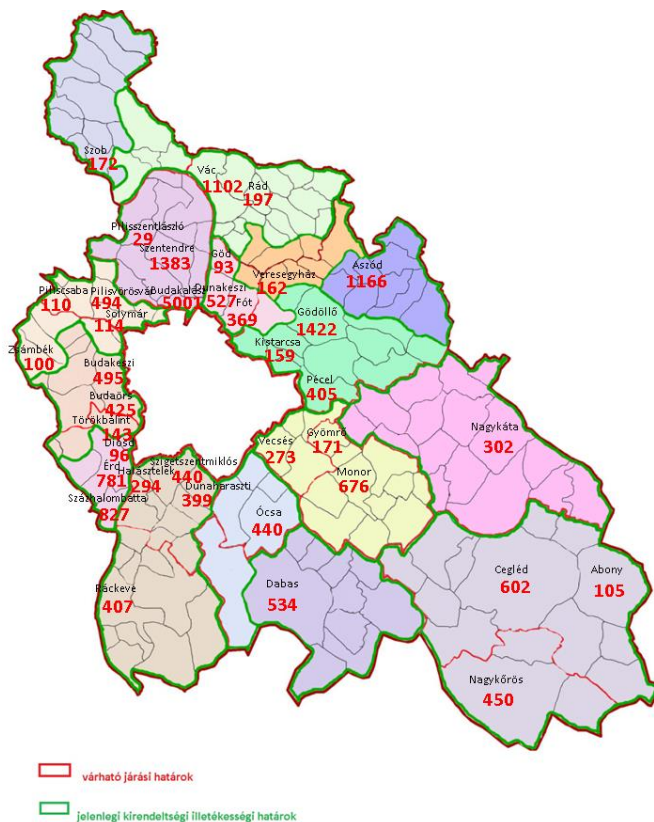 Szob
172
Vác
1102
Rád
197
Pilisszentlászló
29
Szentendre
1383
Göd
93
Veresegyház
162
Aszód
1166
Piliscsaba
110
Pilisvörösvár
494
Budakalász
5001
Dunakeszi
527
Fót
369
Solymár
114
Gödöllő
1422
Kistarcsa
159
Zsámbék
100
Budakeszi
495
Pécel
405
Budaörs
425
Törökbálint
143
Diósd
96
Érd
781
Halásztelek
294
Szigetszentmiklós
440
Dunaharaszti
399
Százhalombatta
827
Vecsés
273
Gyömrő
171
Monor
676
Nagykáta
302
Ócsa
440
Ráckeve
407
Dabas
534
Cegléd
602
Abony
105
Nagykőrös
450
várható járási határok
jelenlegi kirendeltségi illetékességi határok